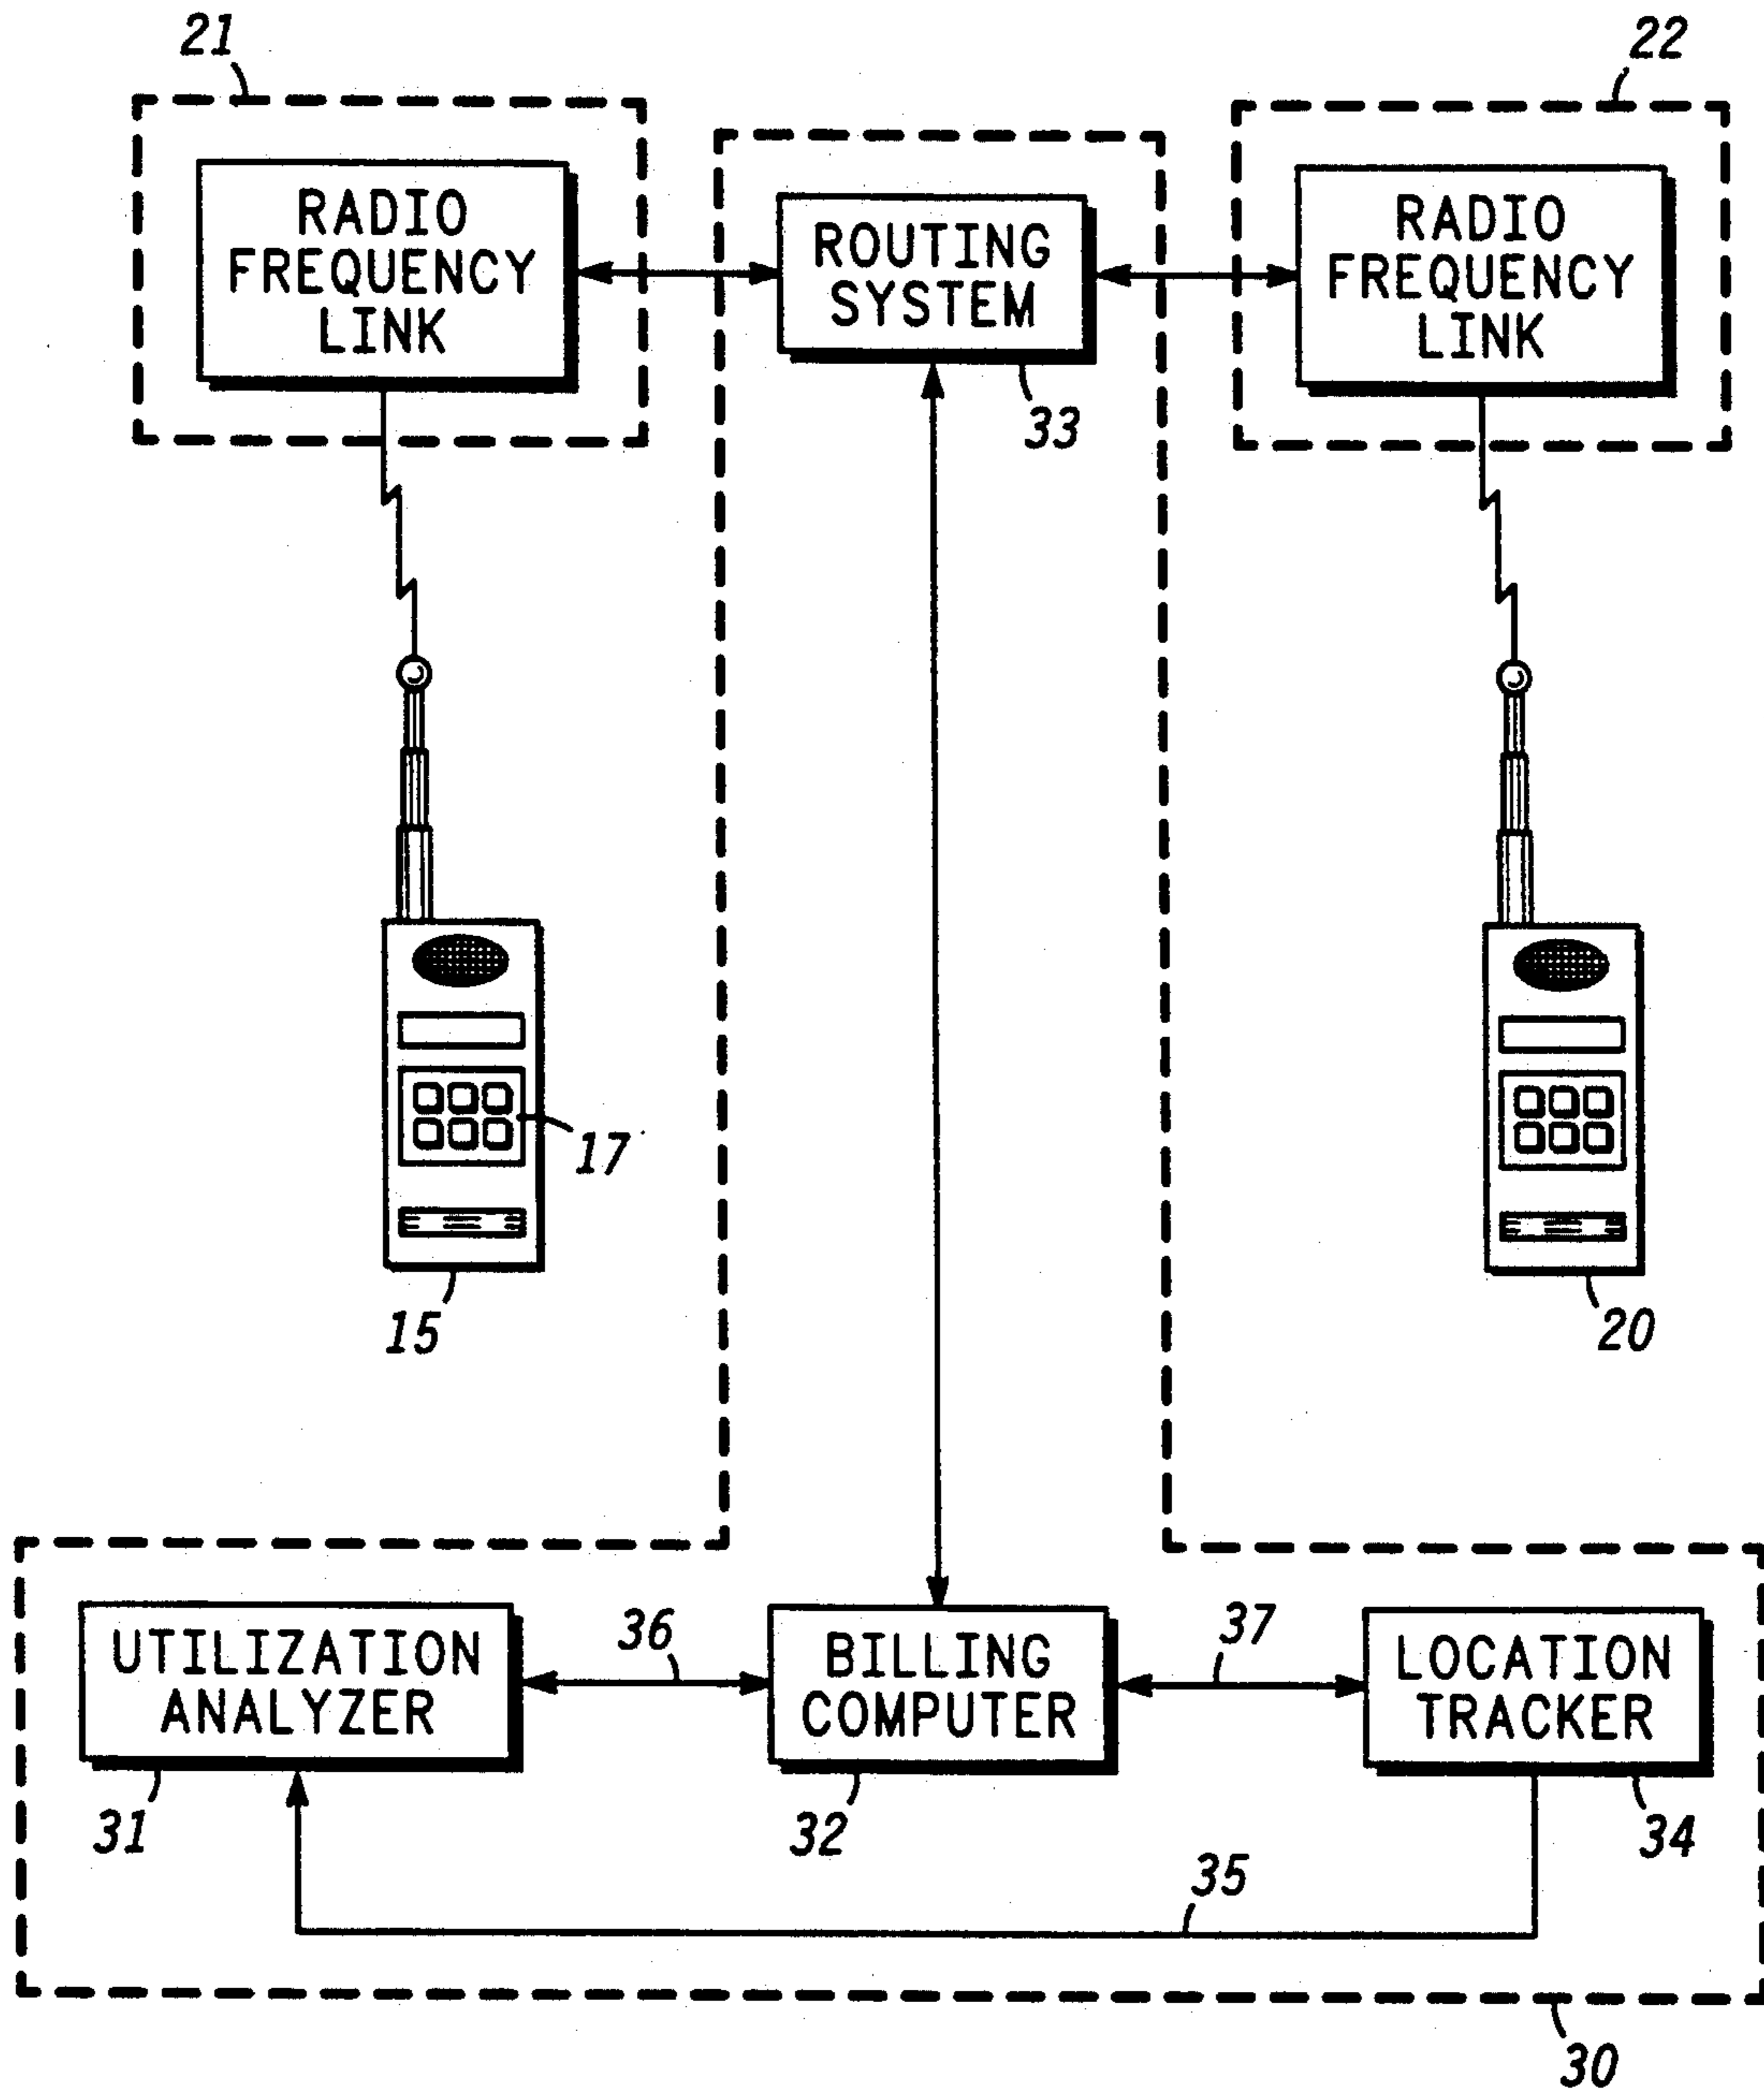 21
22
RADIO
FREQUENCY
LINK
ROUTING
SYSTEM
33
RADIO
FREQUENCY
LINK
17
15
20
UTILIZATION
ANALYZER
31
36
BILLING
COMPUTER
32
37
LOCATION
TRACKER
34
35
30